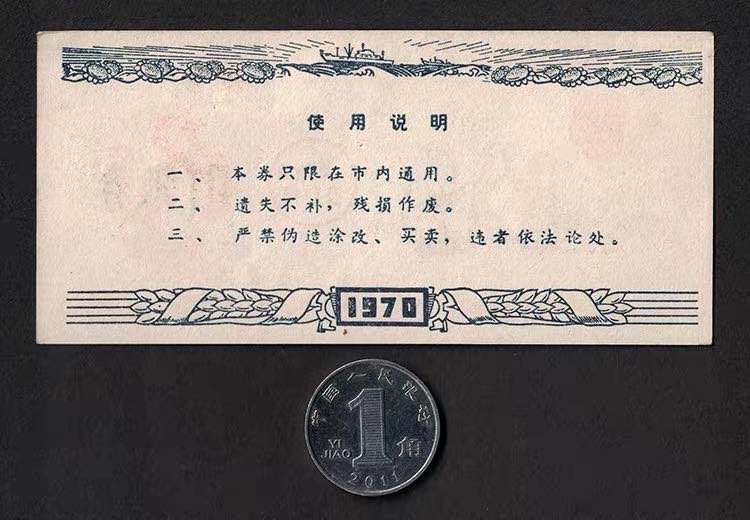 使用说明
一、本券只限在市内通用。
二、遗失不补，残损作废。
三、严禁伪造涂改、买卖，违者依法论处。
1970
中国人民银行
1
YI
JIAO
角
2011